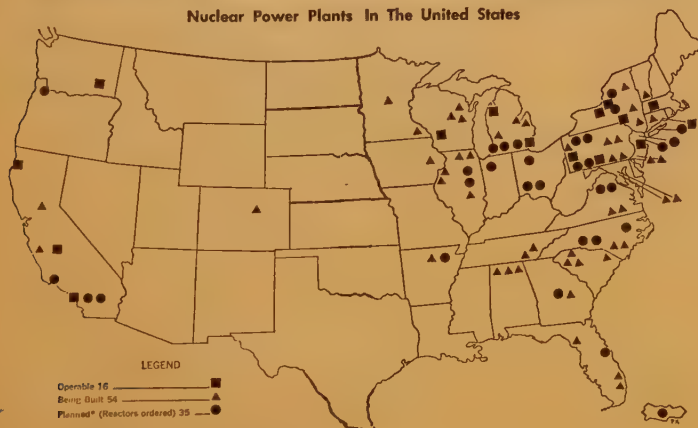 Nuclear Power Plants In The United States
LEGEND
Operable 16
Being Built 54
Planned* (Reactors ordered) 35
P.R.